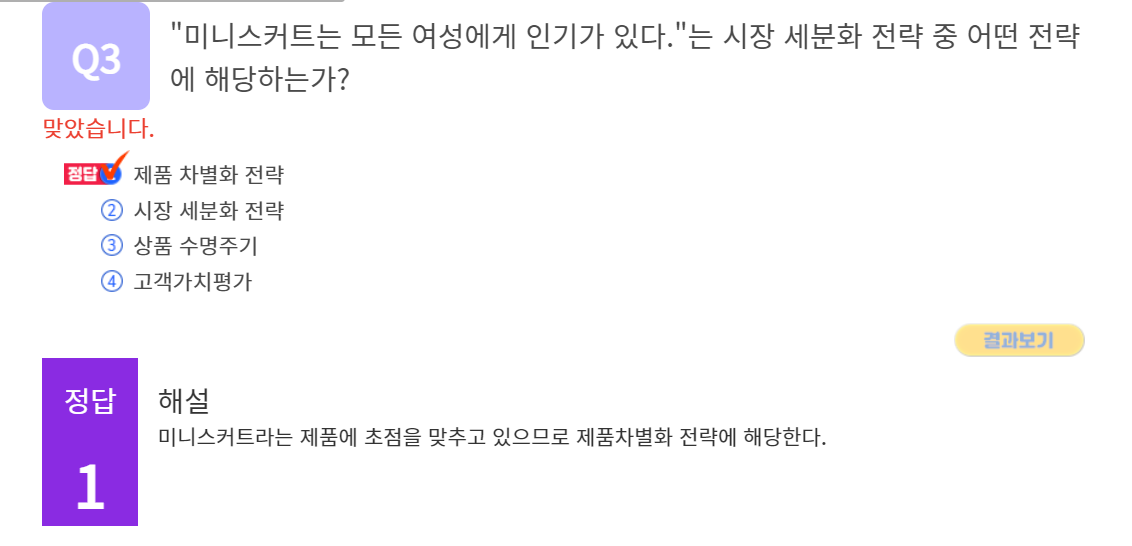 Q3
"미니스커트는 모든 여성에게 인기가 있다."는 시장 세분화 전략 중 어떤 전략
에 해당하는가?
맞았습니다.
정답 제품 차별화 전략
② 시장 세분화 전략
③ 상품 수명주기
④ 고객가치평가
결과보기
정답
1
해설
미니스커트라는 제품에 초점을 맞추고 있으므로 제품차별화 전략에 해당한다.